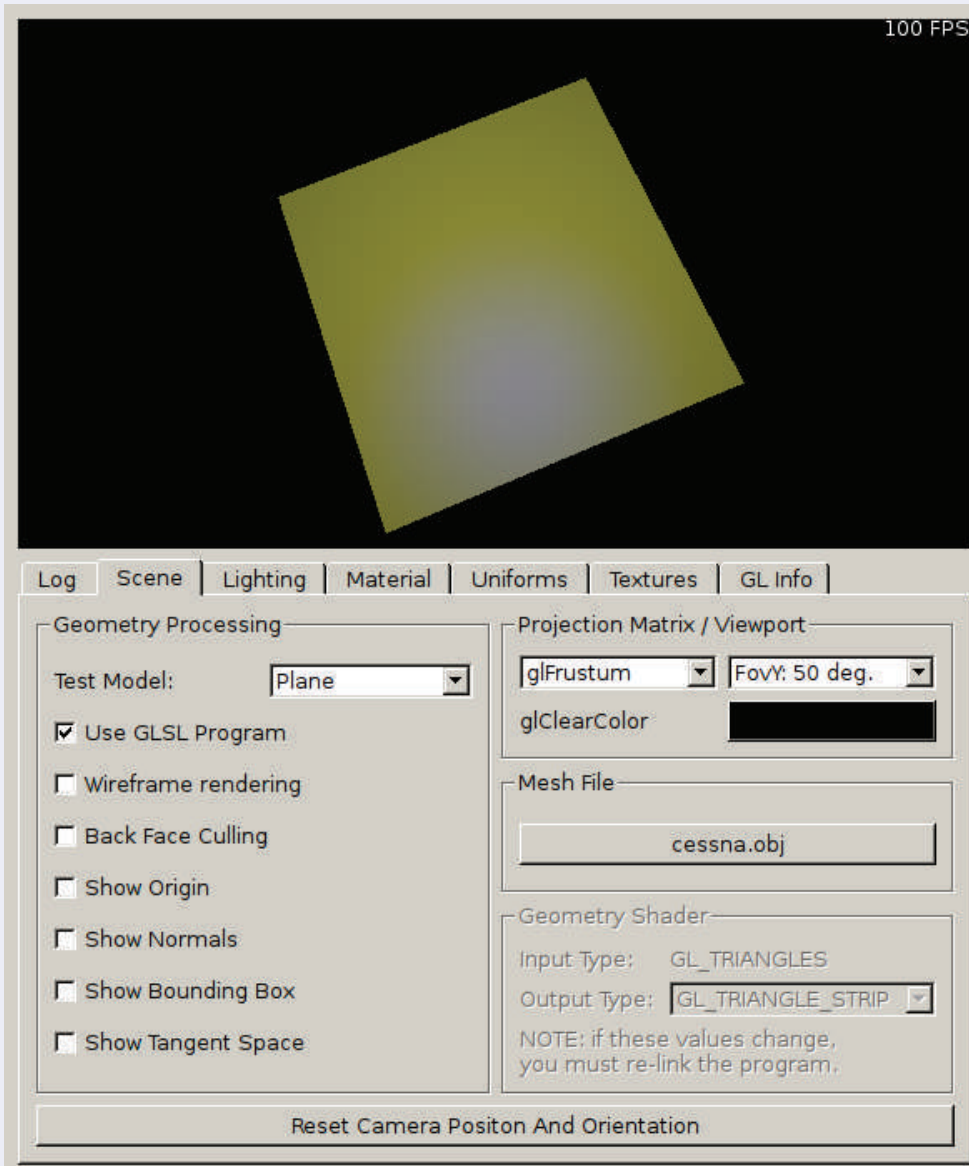 100 FPS
Log Scene Lighting Material Uniforms Textures GL Info
Geometry Processing
Test Model: Plane
Use GLSL Program
Wireframe rendering
Back Face Culling
Show Origin
Show Normals
Show Bounding Box
Show Tangent Space
Projection Matrix / Viewport
glFrustum FovY: 50 deg.
glClearColor
Mesh File
cessna.obj
Geometry Shader
Input Type: GL_TRIANGLES
Output Type: GL_TRIANGLE_STRIP
NOTE: if these values change,
you must re-link the program.
Reset Camera Positon And Orientation